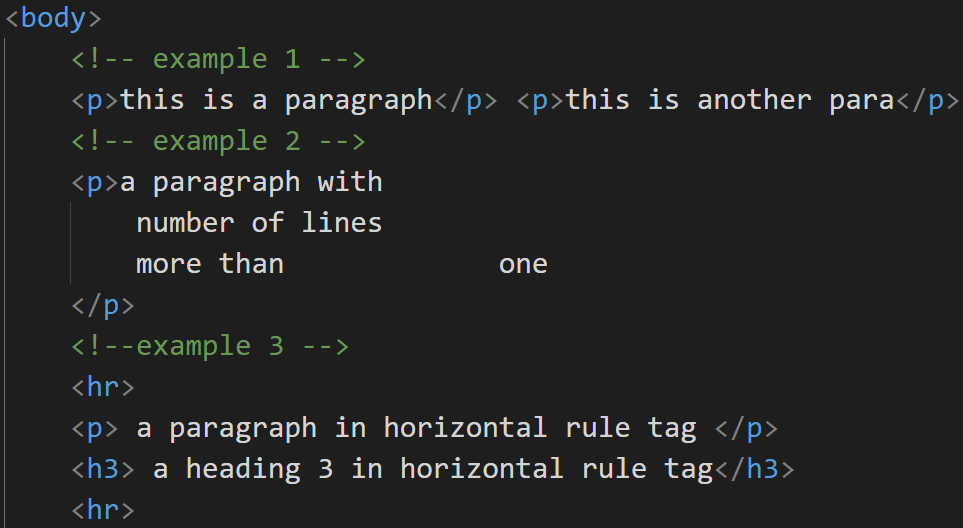 <body>
<!-- example 1 -->
<p>this is a paragraph</p> <p>this is another para</p>
<!-- example 2 -->
<p>a paragraph with
number of lines
more than             one
</p>
<!--example 3 -->
<hr>
<p> a paragraph in horizontal rule tag </p>
<h3> a heading 3 in horizontal rule tag</h3>
<hr>